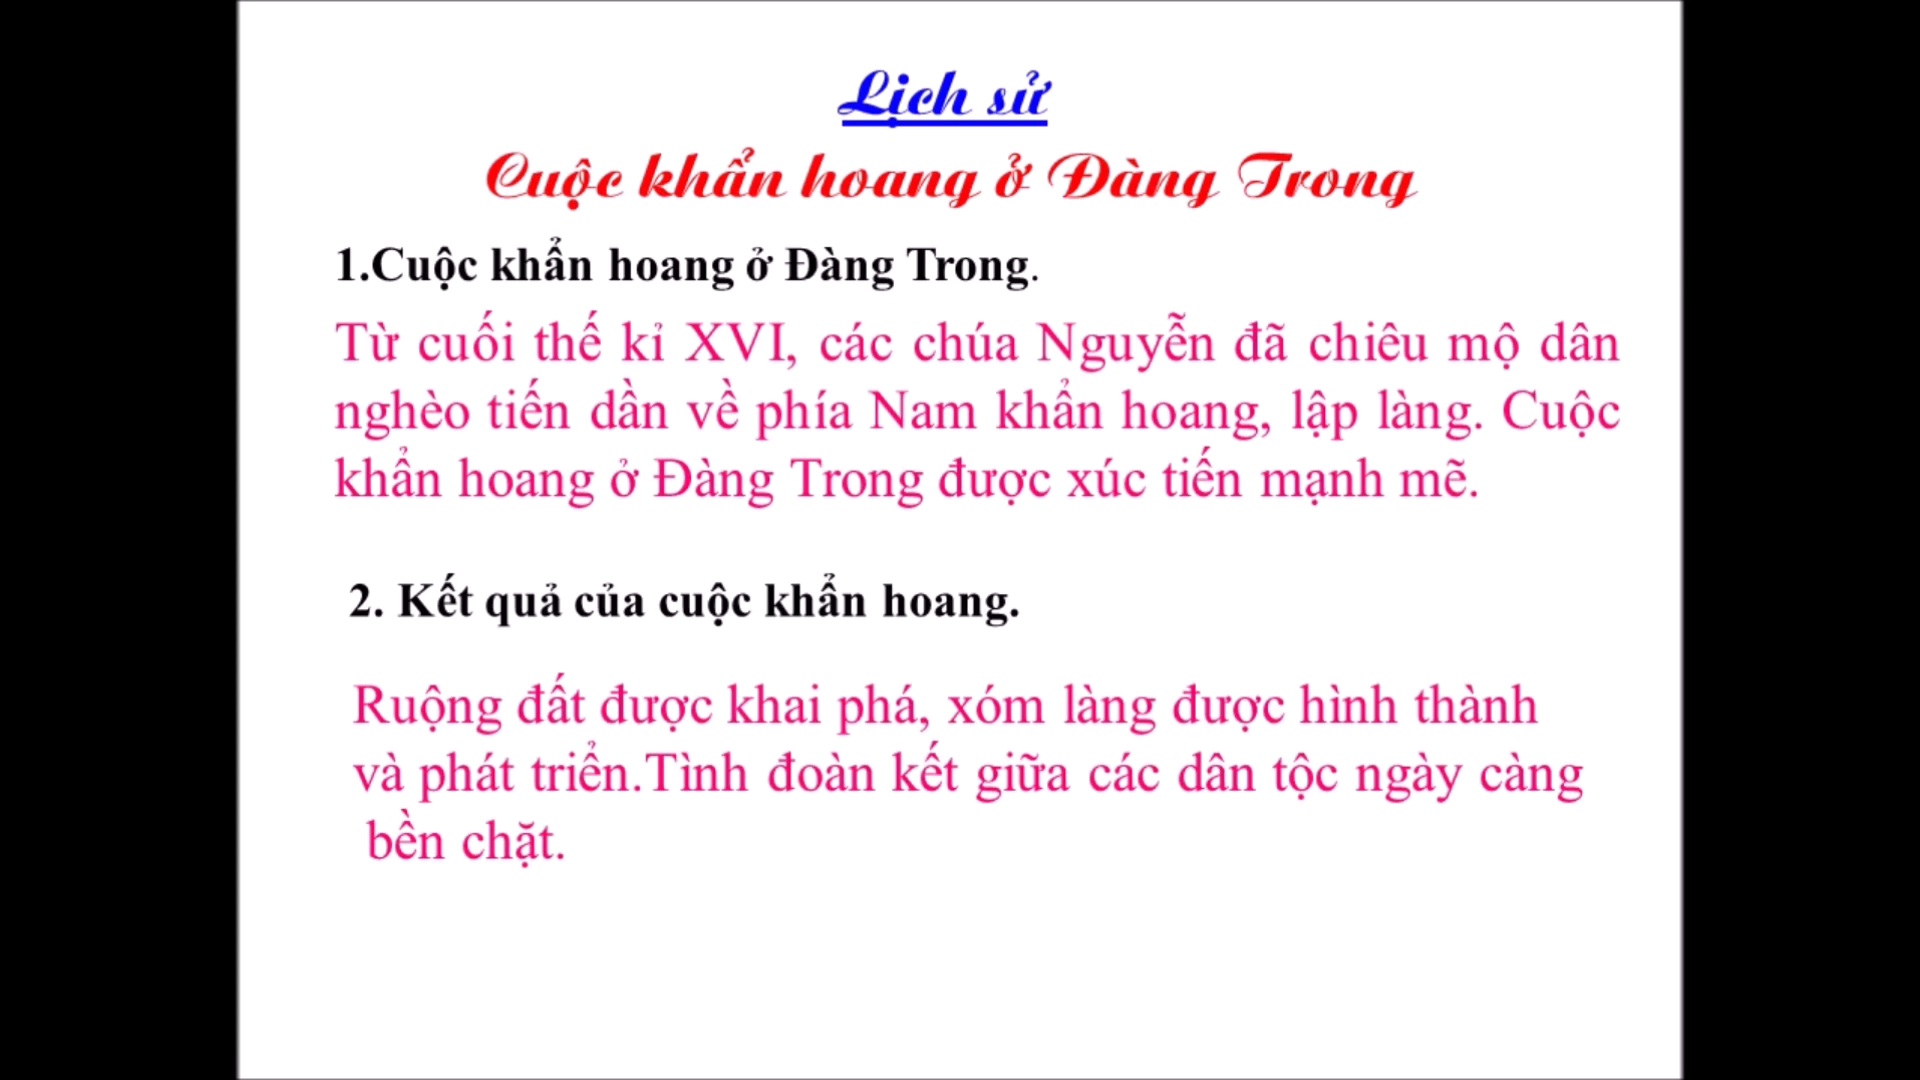 Lịch sử
Cuộc khẩn hoang ở Đàng Trong
1.Cuộc khẩn hoang ở Đàng Trong.
Từ cuối thế kỉ XVI, các chúa Nguyễn đã chiêu mộ dân
nghèo tiến dần về phía Nam khẩn hoang, lập làng. Cuộc
khẩn hoang ở Đàng Trong được xúc tiến mạnh mẽ.
2. Kết quả của cuộc khẩn hoang.
Ruộng đất được khai phá, xóm làng được hình thành
và phát triển.Tình đoàn kết giữa các dân tộc ngày càng
bền chặt.